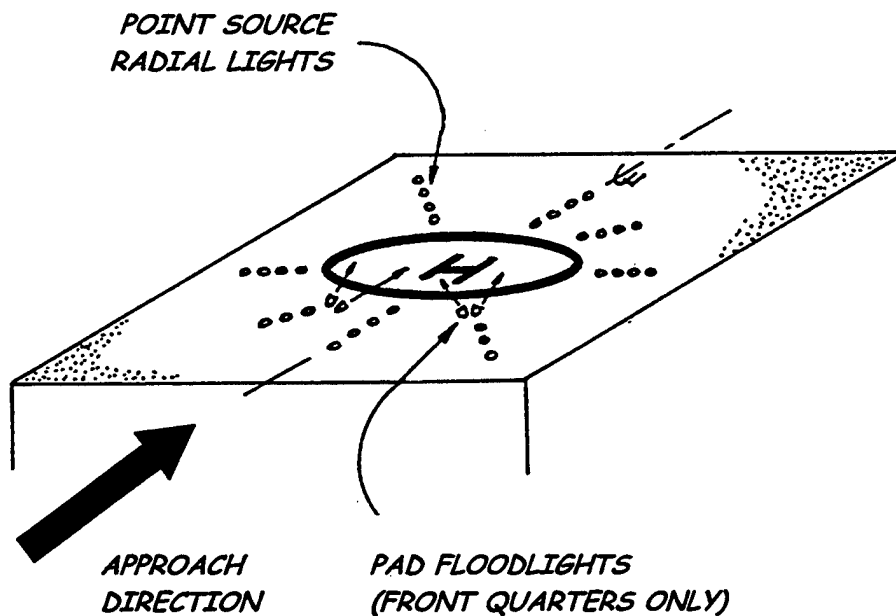 POINT SOURCE
RADIAL LIGHTS
H
APPROACH
DIRECTION
PAD FLOODLIGHTS
(FRONT QUARTERS ONLY)